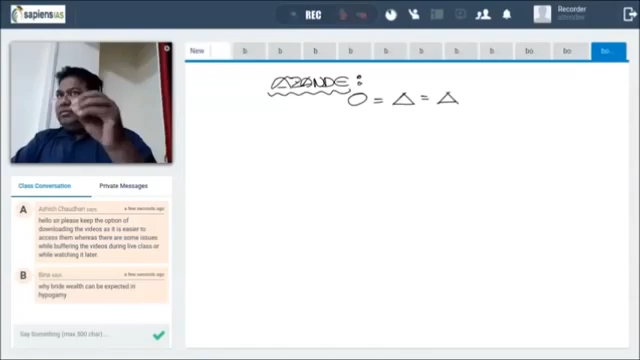 sapiensIAS
REC
Recorder
attendee
New
b
b
b
b
b
b
b
b
bo..
bo
bo..
AZANDE:
O = Δ = Δ
Class Conversation
Private Messages
A
Ashish Chaudhari says
a few seconds ago
hello sir please keep the option of
downloading the videos as it is easier to
access them whereas there are some issues
while buffering the videos during live class or
while watching it later.
B
Bina says
a few seconds ago
why bride wealth can be expected in
hypogamy
Say Something (max 300 char)